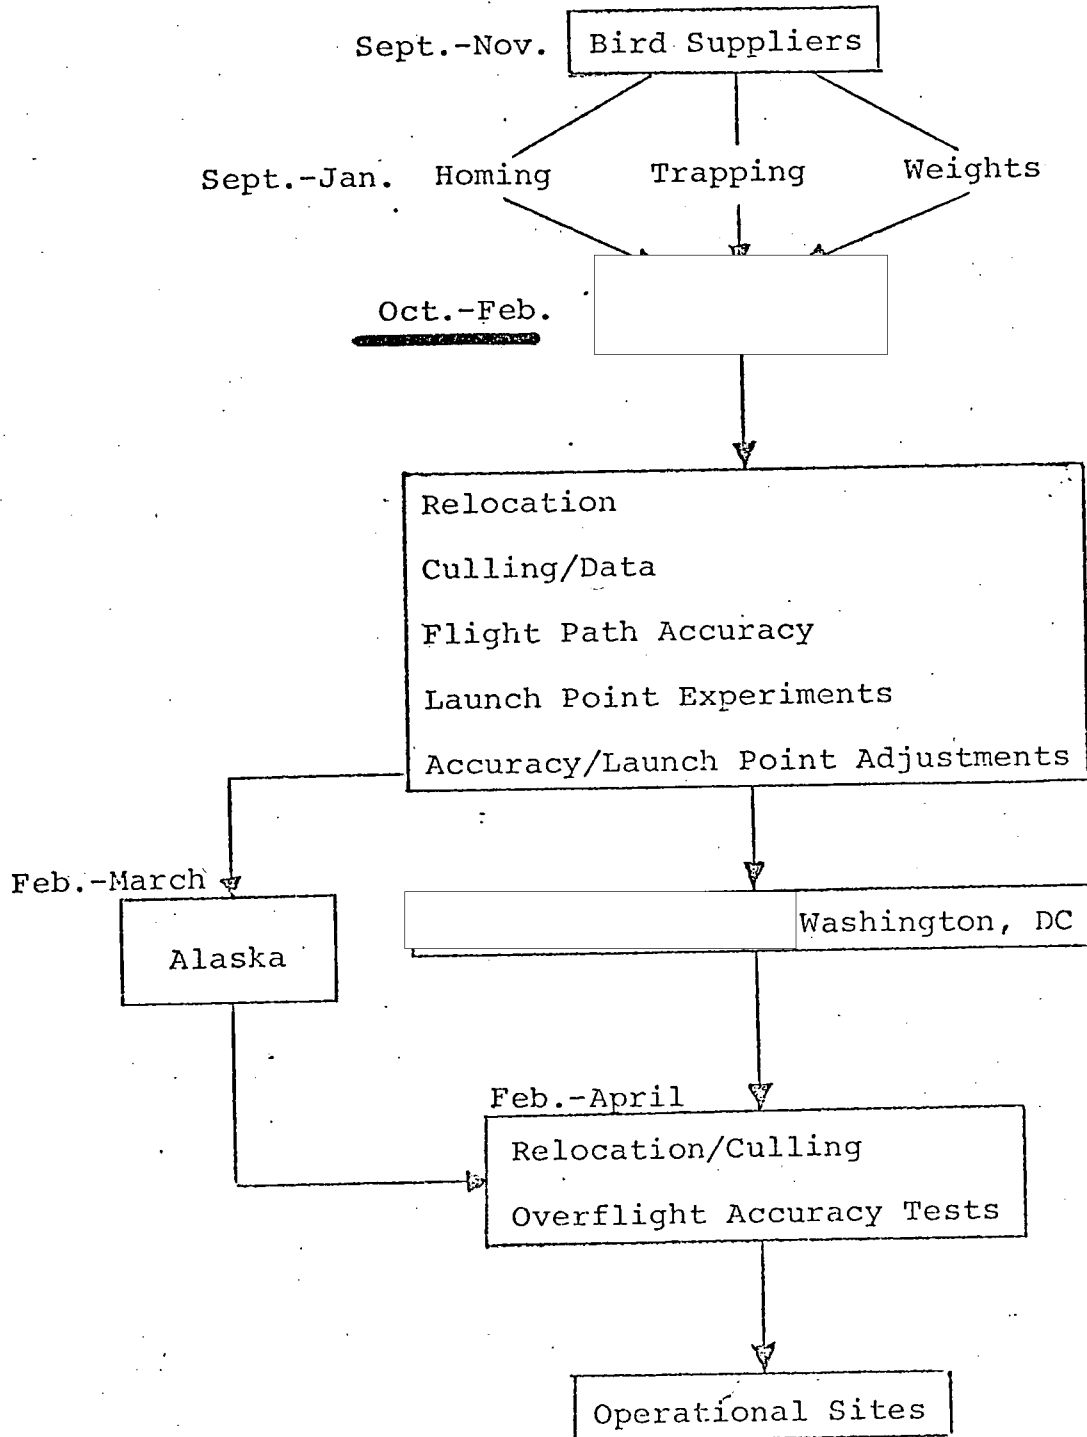 Sept.-Nov. Bird Suppliers
Sept.-Jan. Homing Trapping Weights
Oct.-Feb.
Relocation
Culling/Data
Flight Path Accuracy
Launch Point Experiments
Accuracy/Launch Point Adjustments
Feb.-March
Washington, DC
Alaska
Feb.-April
Relocation/Culling
Overflight Accuracy Tests
Operational Sites